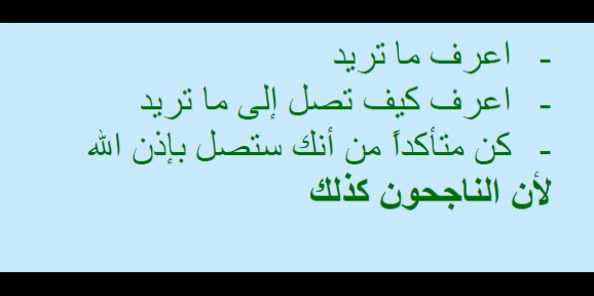 - اعرف ما تريد
- اعرف كيف تصل إلى ما تريد
- كن متأكداً من أنك ستصل بإذن الله
لأن الناجحون كذلك